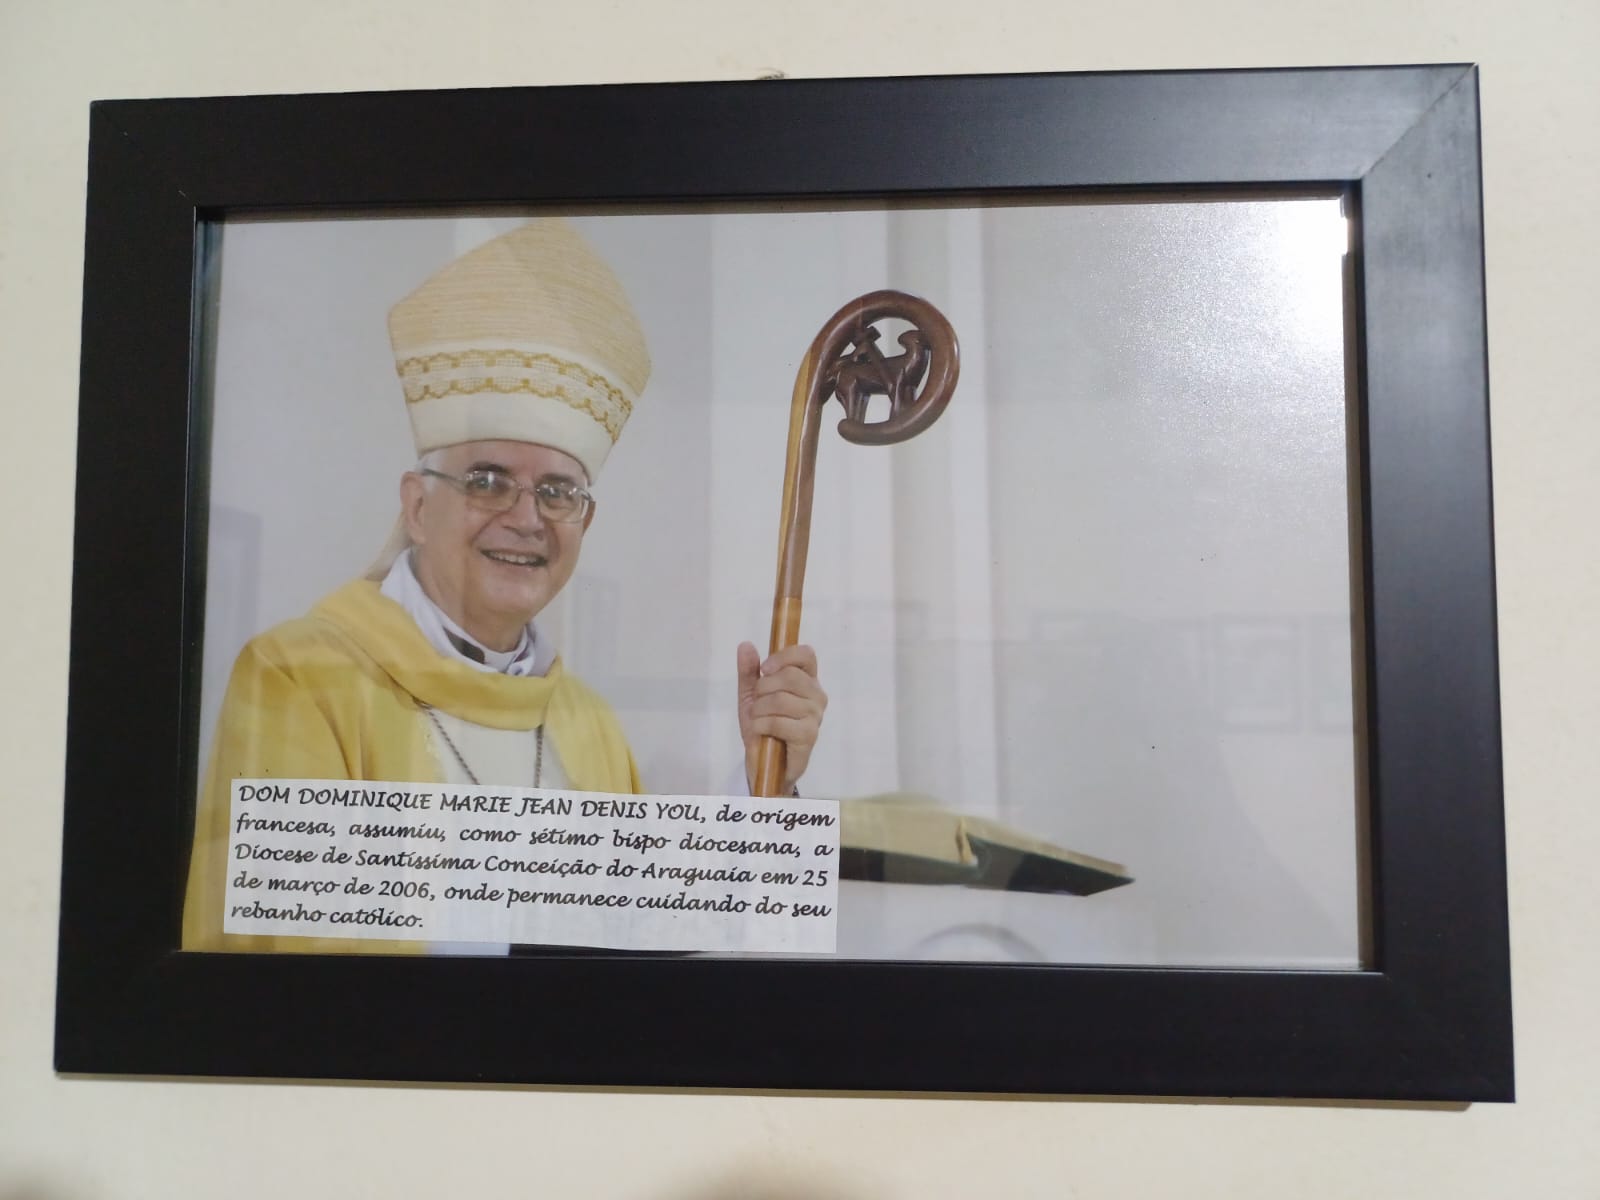 DOM DOMINIQUE MARIE JEAN DENIS YOU, de origem
francesa, assumiu, como sétimo bispo diocesana, a
Diocese de Santíssima Conceição do Araguaia em 25
de março de 2006, onde permanece cuidando do seu
rebanho católico.